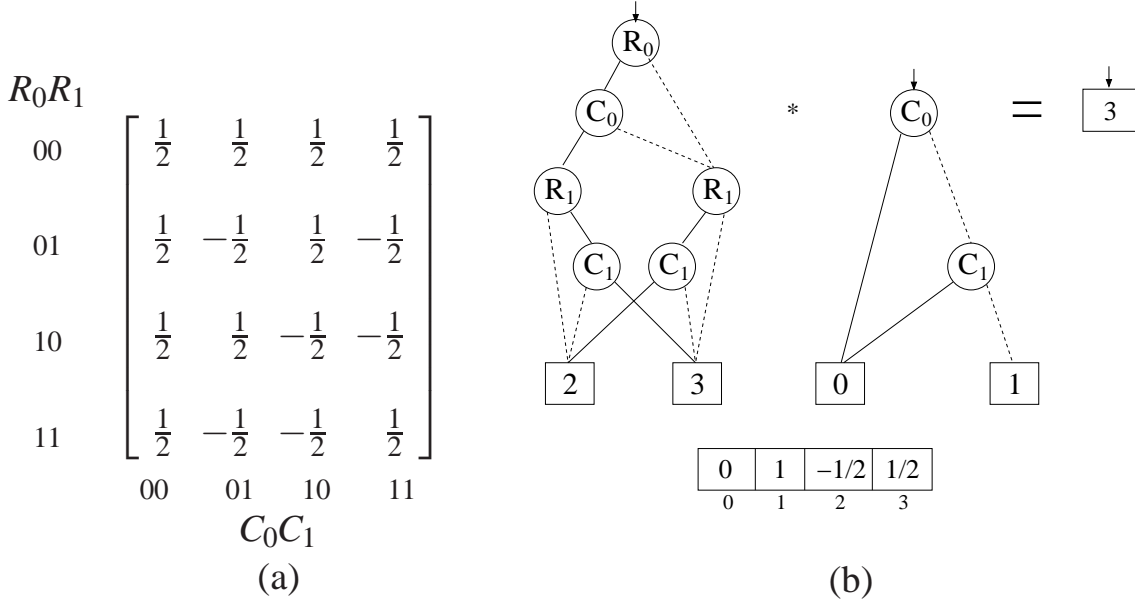 R₀R₁
00 1/2 1/2 1/2 1/2
01 1/2 −1/2 1/2 −1/2
10 1/2 1/2 −1/2 −1/2
11 1/2 −1/2 −1/2 1/2
00 01 10 11
C₀C₁
(a)
R₀
C₀
R₁ R₁
C₁ C₁
2 3
*
C₀
C₁
0 1
=
3
0 1 −1/2 1/2
0 1 2 3
(b)